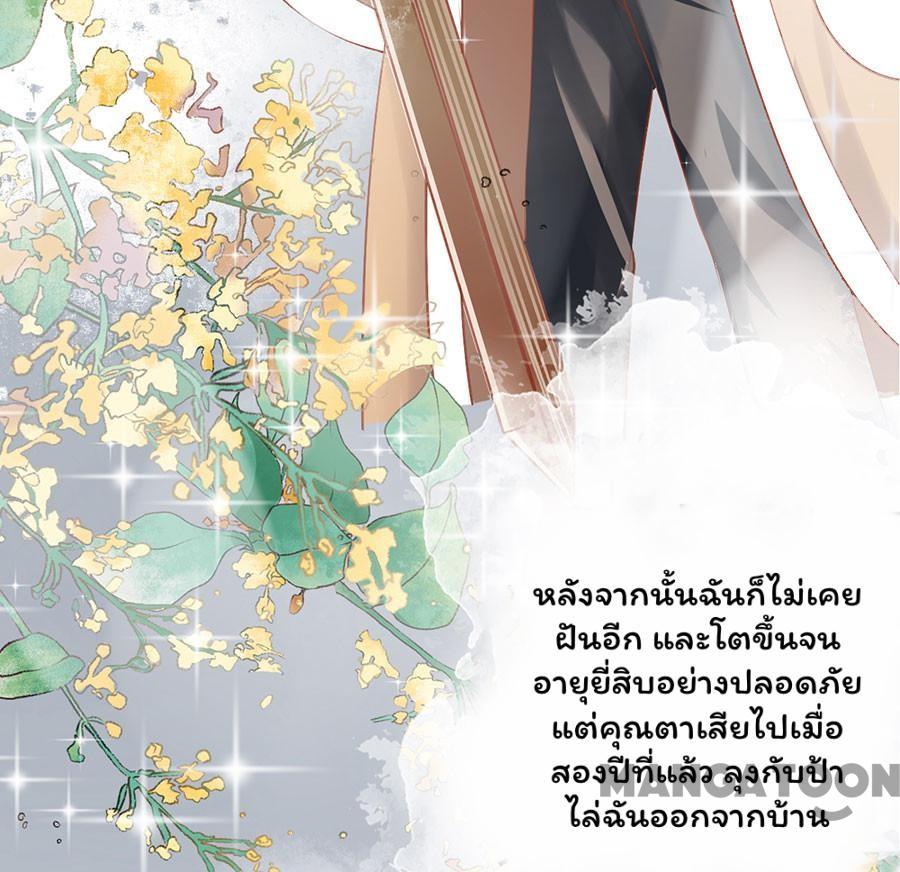 หลังจากนั้นฉันก็ไม่เคย
ฝันอีก และโตขึ้นจน
อายุยี่สิบอย่างปลอดภัย
แต่คุณตาเสียไปเมื่อ
สองปีที่แล้ว ลุงกับป้า
MANGATOON
ไล่ฉันออกจากบ้าน